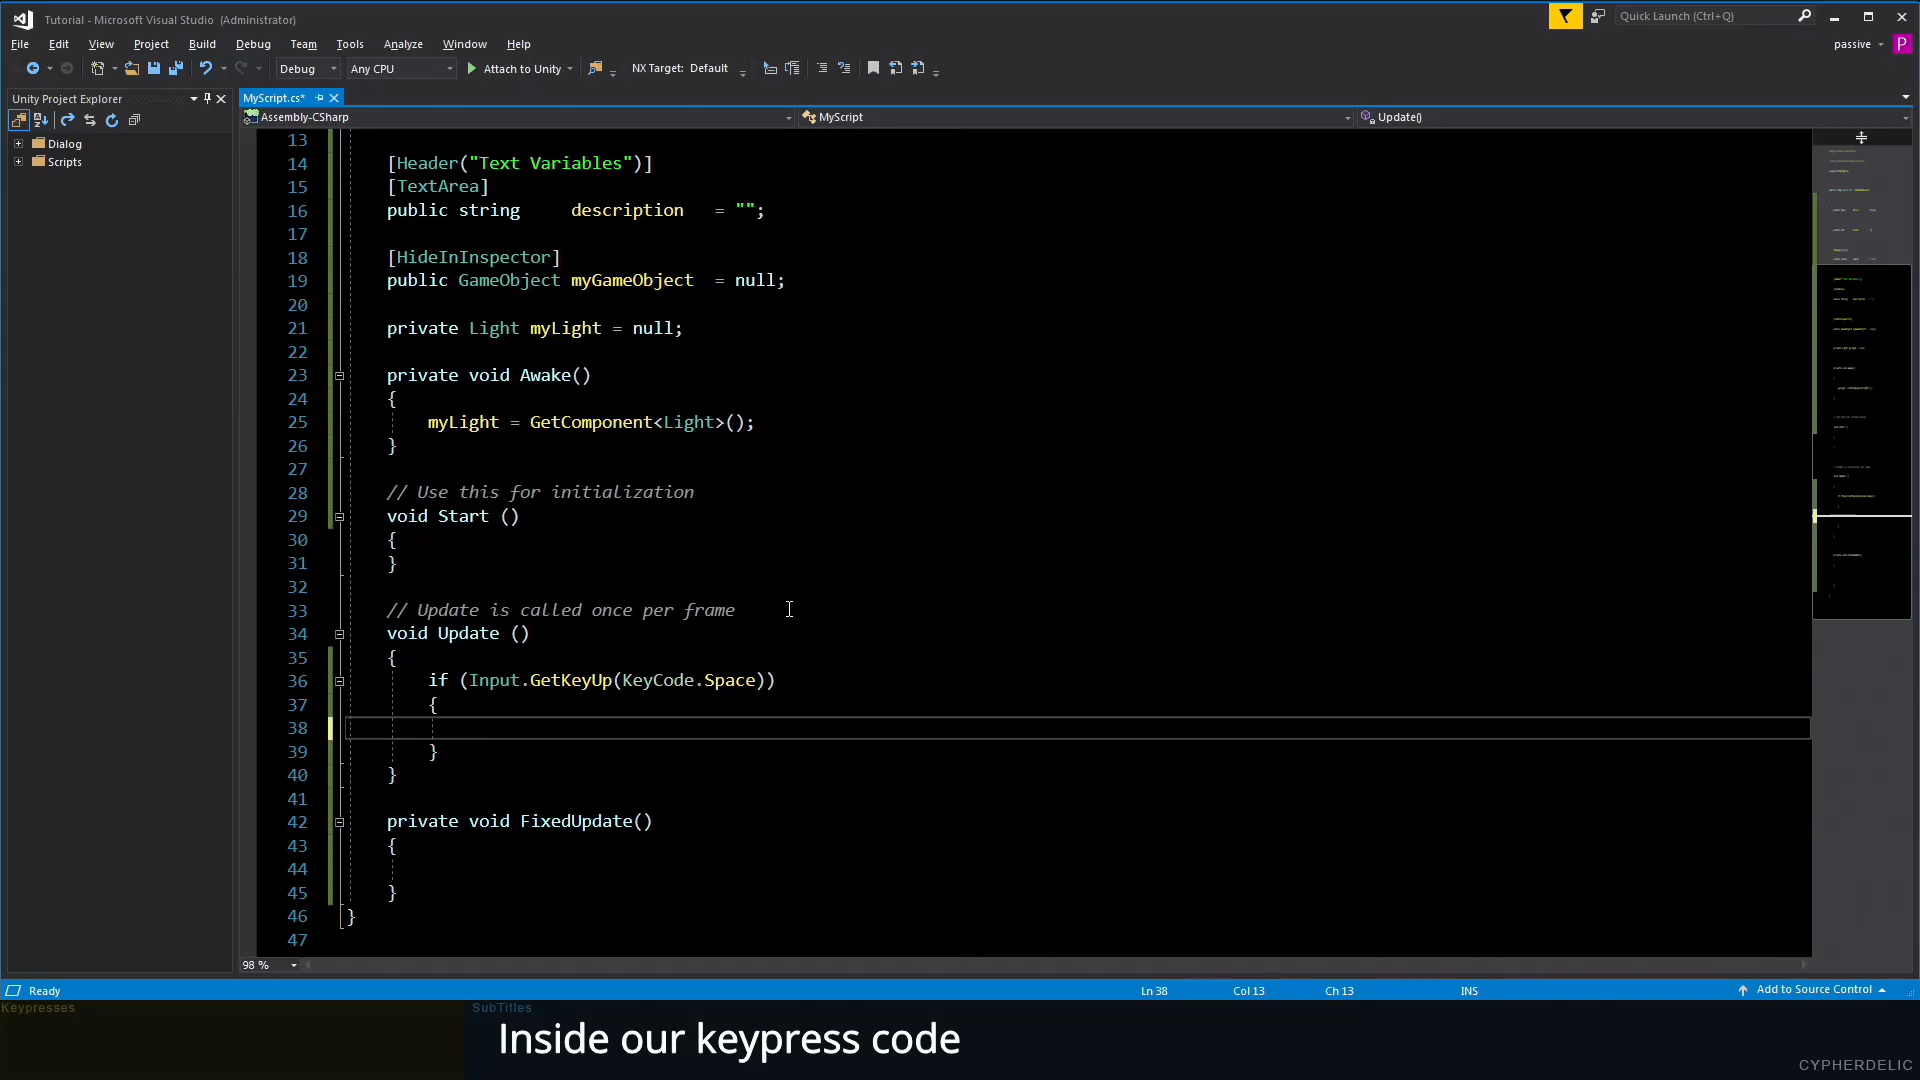 Tutorial - Microsoft Visual Studio (Administrator)
Quick Launch (Ctrl+Q)
File Edit View Project Build Debug Team Tools Analyze Window Help
passive P
Debug Any CPU Attach to Unity NX Target: Default
Unity Project Explorer
MyScript.cs*
Assembly-CSharp MyScript Update()
Dialog
Scripts
13
14 [Header("Text Variables")]
15 [TextArea]
16 public string description = "";
17
18 [HideInInspector]
19 public GameObject myGameObject = null;
20
21 private Light myLight = null;
22
23 private void Awake()
24 {
25 myLight = GetComponent<Light>();
26 }
27
28 // Use this for initialization
29 void Start ()
30 {
31 }
32
33 // Update is called once per frame
34 void Update ()
35 {
36 if (Input.GetKeyUp(KeyCode.Space))
37 {
38
39 }
40 }
41
42 private void FixedUpdate()
43 {
44
45 }
46 }
47
98 %
Ready Ln 38 Col 13 Ch 13 INS Add to Source Control
Keypresses SubTitles
Inside our keypress code
CYPHERDELIC